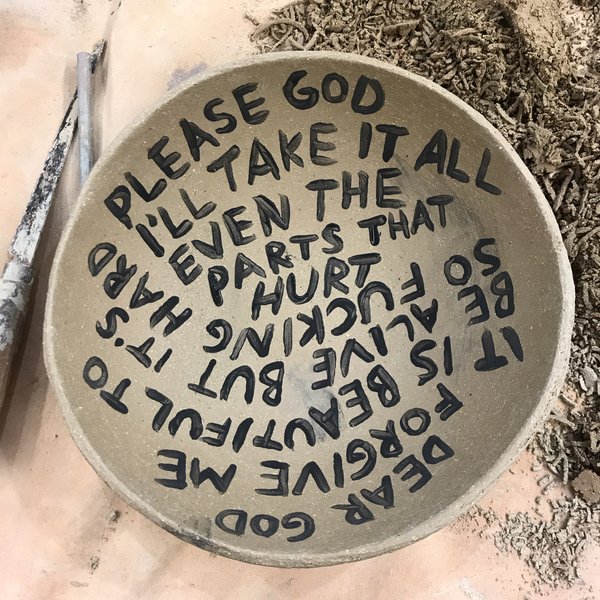 PLEASE GOD
I'LL TAKE IT ALL
EVEN THE
PARTS THAT
HURT
DEAR GOD
FORGIVE ME
IT IS BEAUTIFUL TO
BE ALIVE BUT IT'S
SO FUCKING HARD